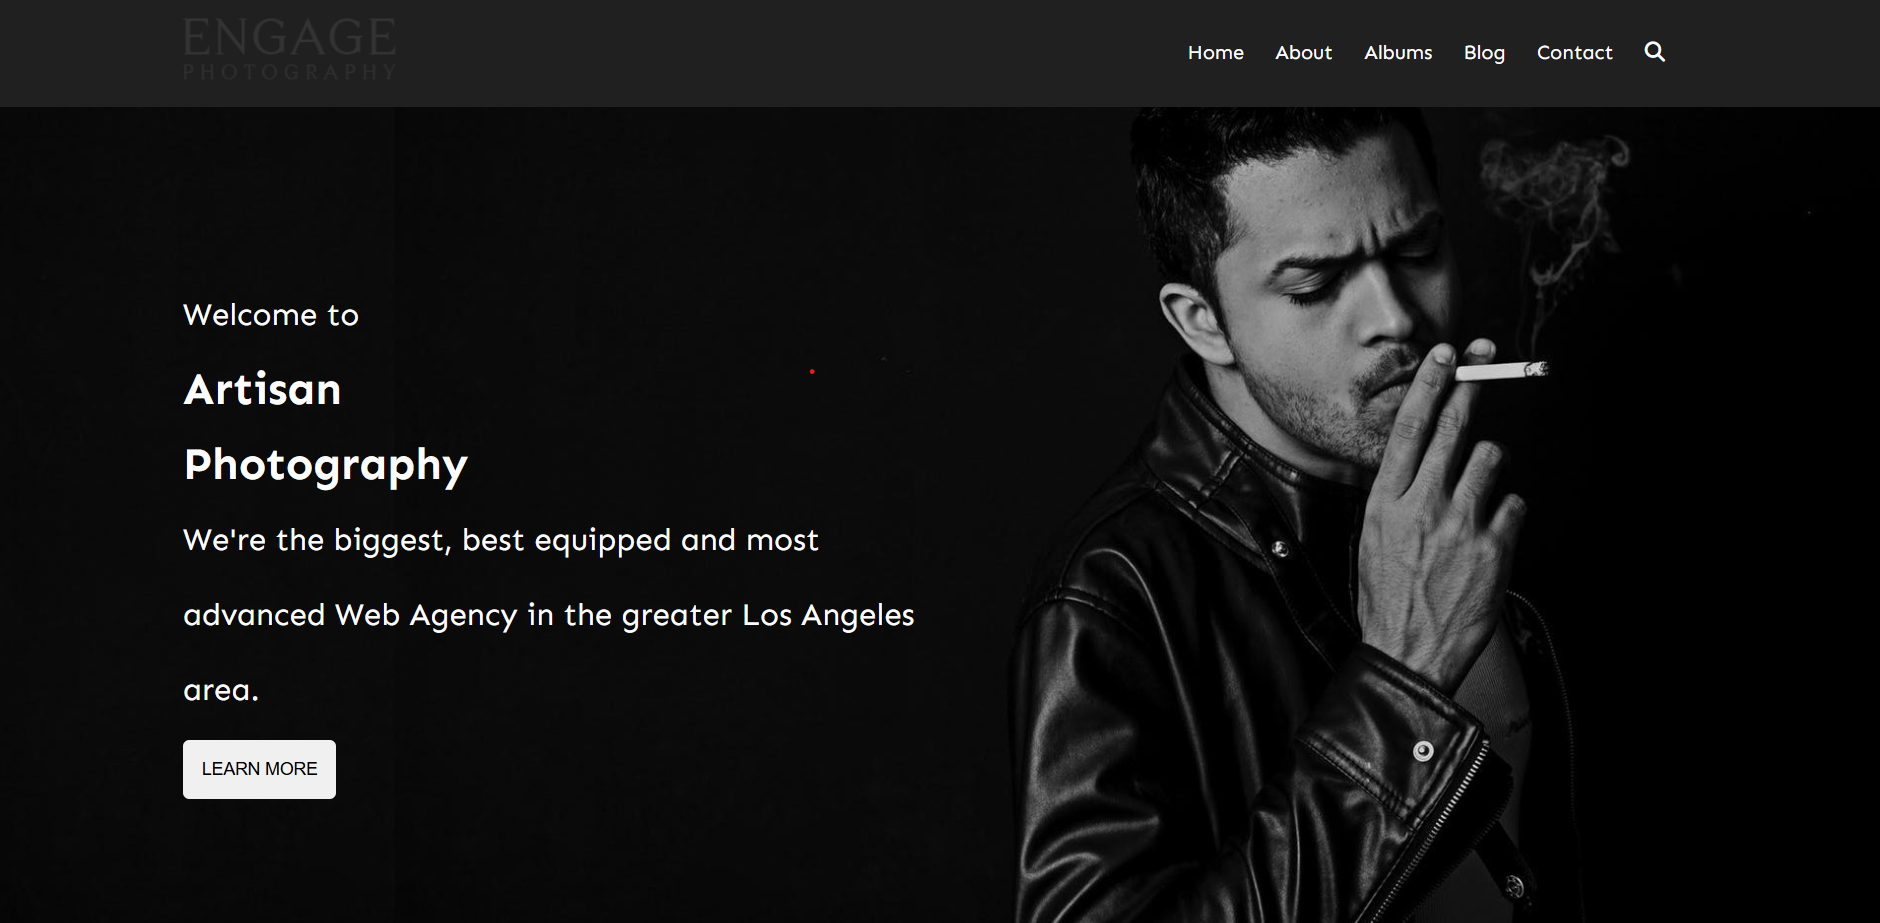 ENGAGE
PHOTOGRAPHY
Home About Albums Blog Contact
Welcome to
Artisan
Photography
We're the biggest, best equipped and most
advanced Web Agency in the greater Los Angeles
area.
LEARN MORE